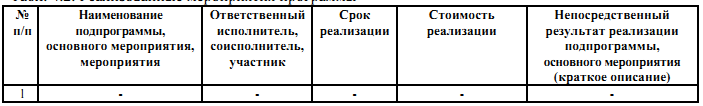 № п/п
Наименование подпрограммы, основного мероприятия, мероприятия
Ответственный исполнитель, соисполнитель, участник
Срок реализации
Стоимость реализации
Непосредственный результат реализации подпрограммы, основного мероприятия (краткое описание)
1
-
-
-
-
-